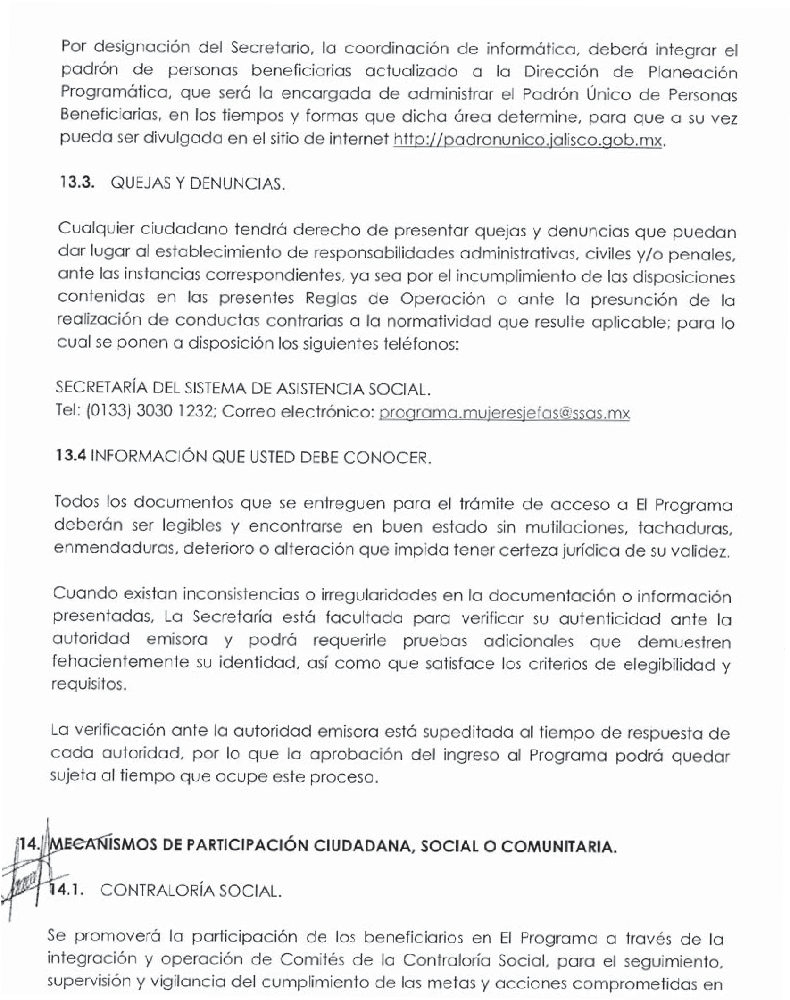 Por designación del Secretario, la coordinación de informática, deberá integrar el
padrón de personas beneficiarias actualizado a la Dirección de Planeación
Programática, que será la encargada de administrar el Padrón Único de Personas
Beneficiarias, en los tiempos y formas que dicha área determine, para que a su vez
pueda ser divulgada en el sitio de internet http://padronunico.jalisco.gob.mx.
13.3. QUEJAS Y DENUNCIAS.
Cualquier ciudadano tendrá derecho de presentar quejas y denuncias que puedan
dar lugar al establecimiento de responsabilidades administrativas, civiles y/o penales,
ante las instancias correspondientes, ya sea por el incumplimiento de las disposiciones
contenidas en las presentes Reglas de Operación o ante la presunción de la
realización de conductas contrarias a la normatividad que resulte aplicable; para lo
cual se ponen a disposición los siguientes teléfonos:
SECRETARÍA DEL SISTEMA DE ASISTENCIA SOCIAL.
Tel: (0133) 3030 1232; Correo electrónico: programa.mujeresjefas@ssas.mx
13.4 INFORMACIÓN QUE USTED DEBE CONOCER.
Todos los documentos que se entreguen para el trámite de acceso a El Programa
deberán ser legibles y encontrarse en buen estado sin mutilaciones, tachaduras,
enmendaduras, deterioro o alteración que impida tener certeza jurídica de su validez.
Cuando existan inconsistencias o irregularidades en la documentación o información
presentadas, La Secretaría está facultada para verificar su autenticidad ante la
autoridad emisora y podrá requerirle pruebas adicionales que demuestren
fehacientemente su identidad, así como que satisface los criterios de elegibilidad y
requisitos.
La verificación ante la autoridad emisora está supeditada al tiempo de respuesta de
cada autoridad, por lo que la aprobación del ingreso al Programa podrá quedar
sujeta al tiempo que ocupe este proceso.
14. MECANISMOS DE PARTICIPACIÓN CIUDADANA, SOCIAL O COMUNITARIA.
14.1. CONTRALORÍA SOCIAL.
Se promoverá la participación de los beneficiarios en El Programa a través de la
integración y operación de Comités de la Contraloría Social, para el seguimiento,
supervisión y vigilancia del cumplimiento de las metas y acciones comprometidas en